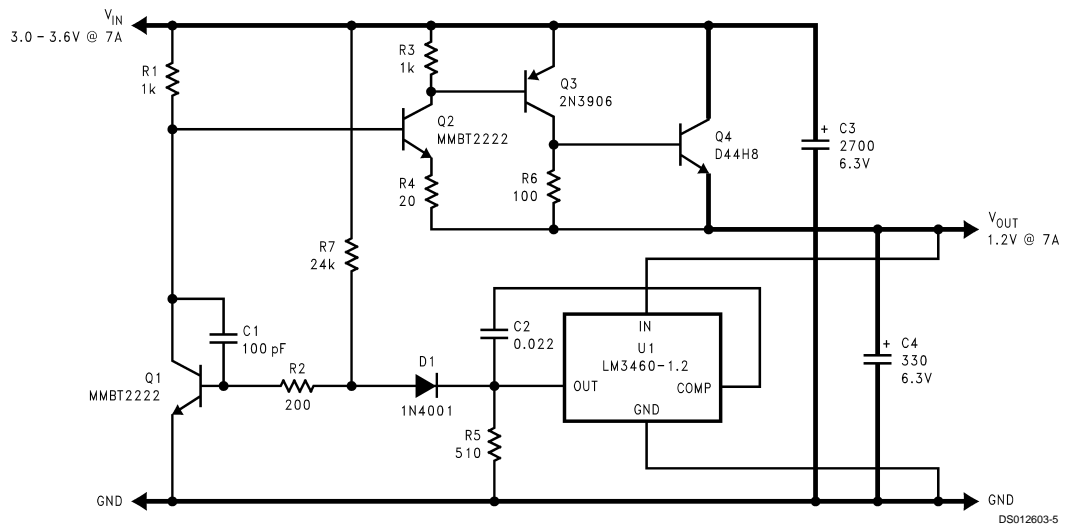 VIN
3.0 – 3.6V @ 7A
R1
1k
R3
1k
Q3
2N3906
Q2
MMBT2222
Q4
D44H8
+ C3
2700
6.3V
R4
20
R6
100
VOUT
1.2V @ 7A
R7
24k
C1
100 pF
C2
0.022
IN
U1
LM3460-1.2
OUT
COMP
GND
+ C4
330
6.3V
Q1
MMBT2222
R2
200
D1
1N4001
R5
510
GND
GND
DS012603-5